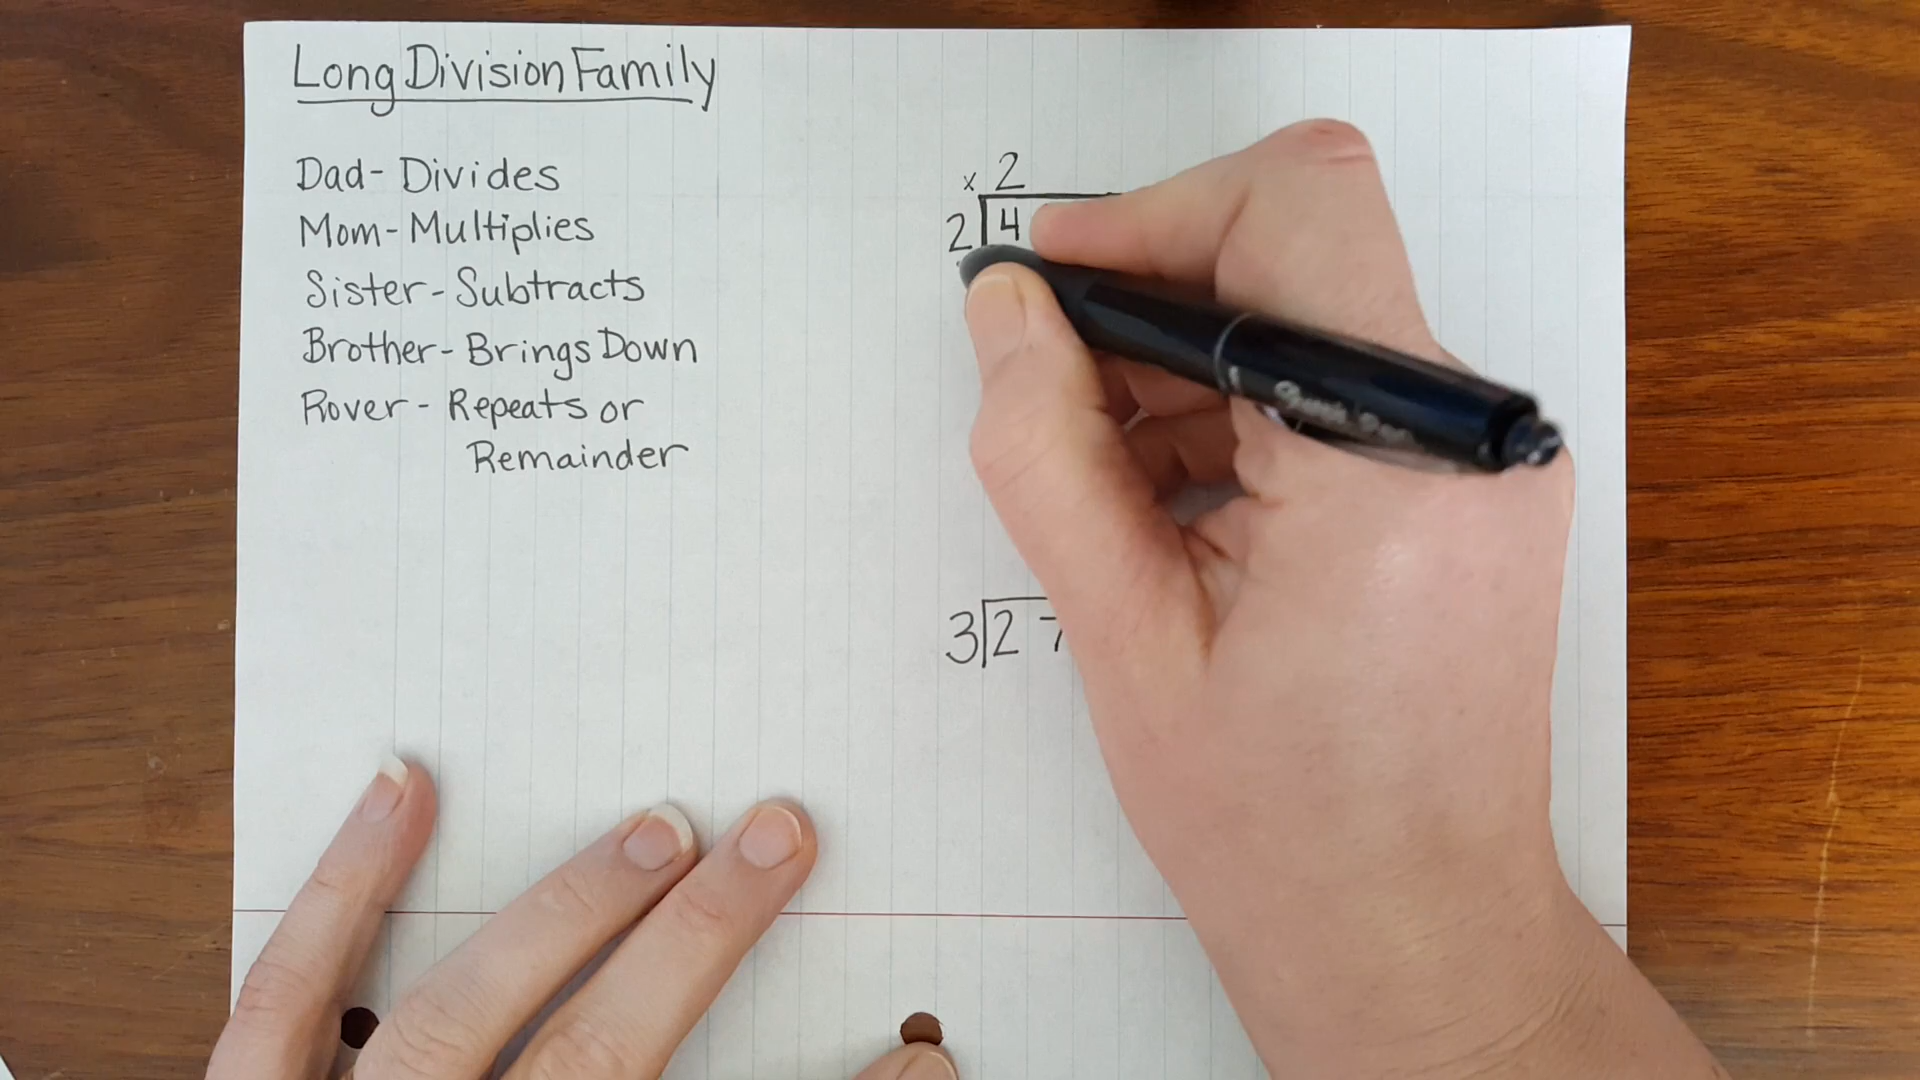 Long Division Family
Dad- Divides
Mom- Multiplies
Sister- Subtracts
Brother- Brings Down
Rover - Repeats or
Remainder
x 2
2 4
3 2 7